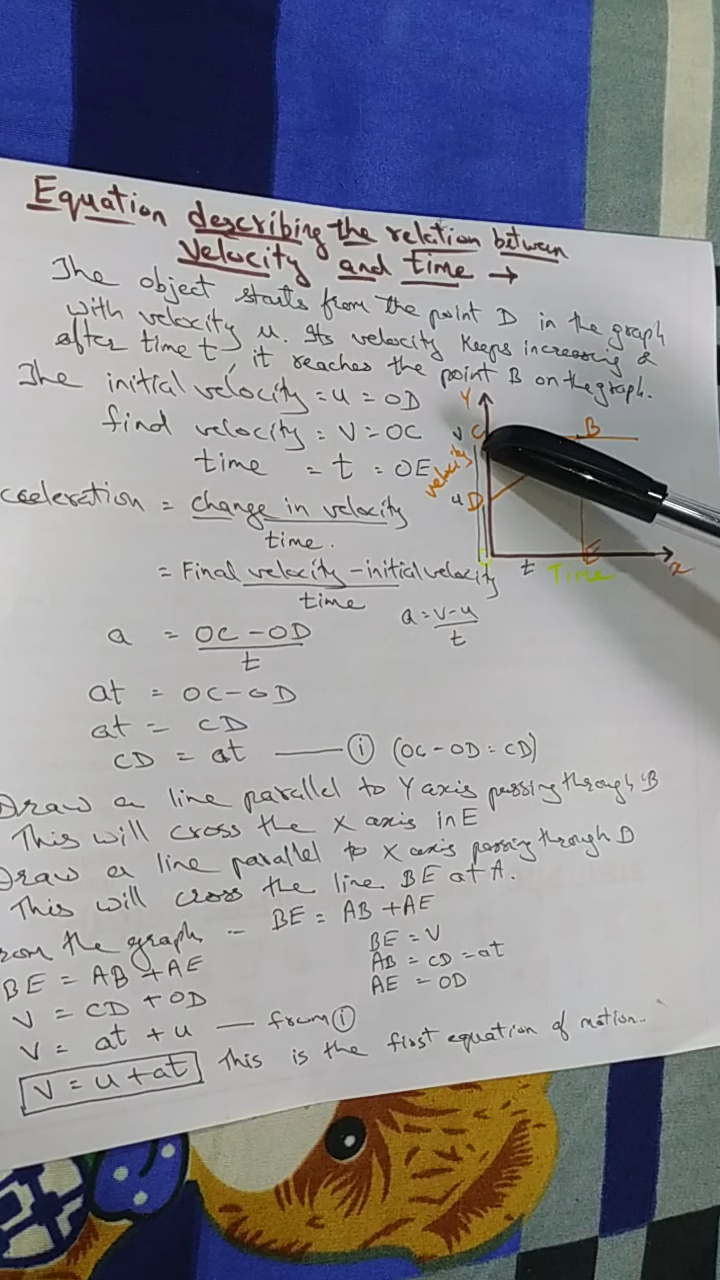 Equation describing the relation between
velocity and time →
The object starts from the point D in the graph
with velocity u. Its velocity keeps increasing &
after time t, it reaches the point B on the graph.
The initial velocity = u = OD
find velocity = V = OC
time = t = OE
cceleration = change in velocity
time.
= Final velocity - initial velocity
time
a = v-u
t
a = OC - OD
t
at = OC - OD
at = CD
CD = at —— (i) (OC - OD = CD)
Y
v C
B
velocity
u D
E
t Time x
Draw a line parallel to Y axis passing through B
This will cross the X axis in E
Draw a line parallel to X axis passing through D
This will cross the line BE at A.
rom the graph - BE = AB + AE
BE = AB + AE
V = CD + OD
V = at + u — from (i)
BE = V
AB = CD = at
AE = OD
V = u + at This is the first equation of motion..